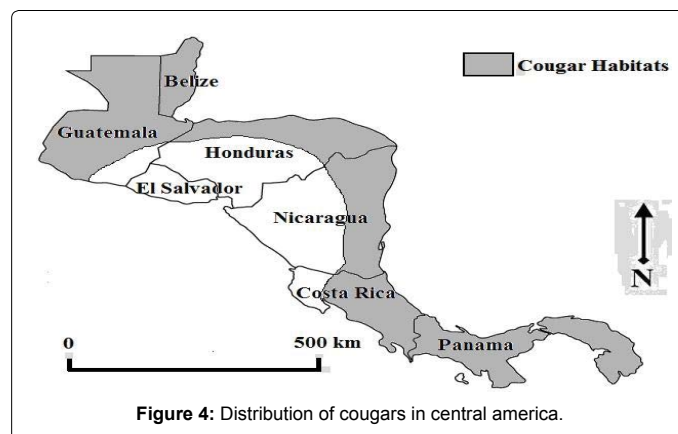 Belize
Cougar Habitats
Guatemala
Honduras
El Salvador
Nicaragua
N
Costa Rica
0 500 km
Panama
Figure 4: Distribution of cougars in central america.